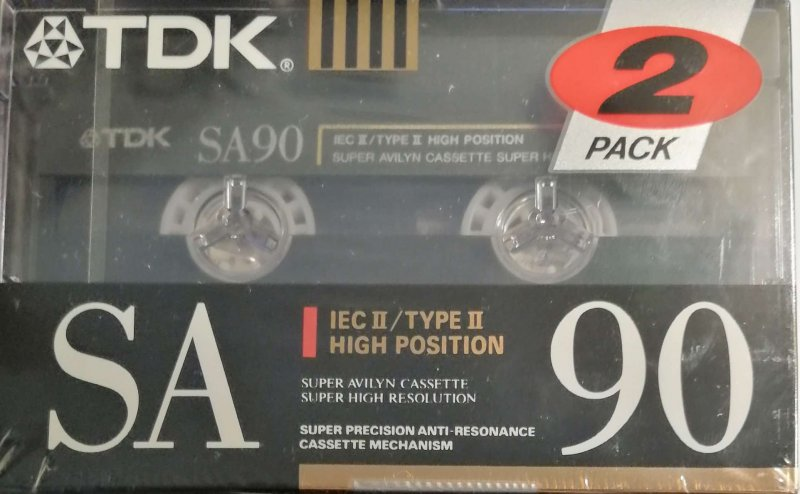 TDK®
2
PACK
TDK SA90 IEC II/TYPE II HIGH POSITION
SUPER AVILYN CASSETTE SUPER
SA 90
IEC II/TYPE II
HIGH POSITION
SUPER AVILYN CASSETTE
SUPER HIGH RESOLUTION
SUPER PRECISION ANTI-RESONANCE
CASSETTE MECHANISM